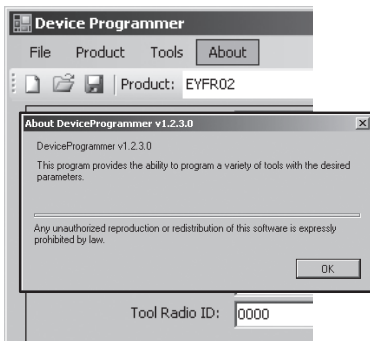 Device Programmer
File Product Tools About
Product: EYFR02
About DeviceProgrammer v1.2.3.0
DeviceProgrammer v1.2.3.0
This program provides the ability to program a variety of tools with the desired
parameters.
Any unauthorized reproduction or redistribution of this software is expressly
prohibited by law.
OK
Tool Radio ID: 0000